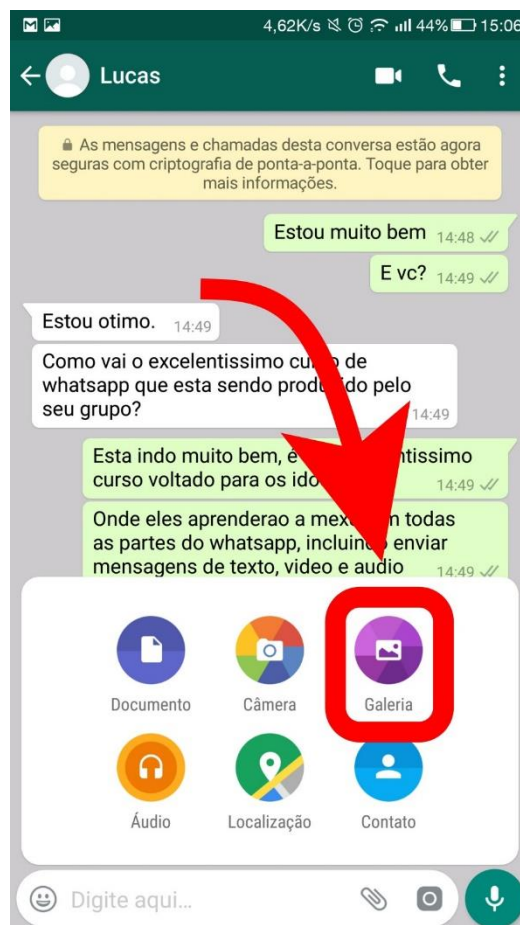 4,62K/s 44% 15:06
Lucas
As mensagens e chamadas desta conversa estão agora
seguras com criptografia de ponta-a-ponta. Toque para obter
mais informações.
Estou muito bem 14:48
E vc? 14:49
Estou otimo. 14:49
Como vai o excelentissimo de
whatsapp que esta sendo pelo
seu grupo? 14:49
Esta indo muito bem, é
curso voltado para os 14:49
Onde eles aprenderao a todas
as partes do whatsapp, enviar
mensagens de texto, video e audio 14:49
Documento Câmera Galeria
Áudio Localização Contato
Digite aqui...